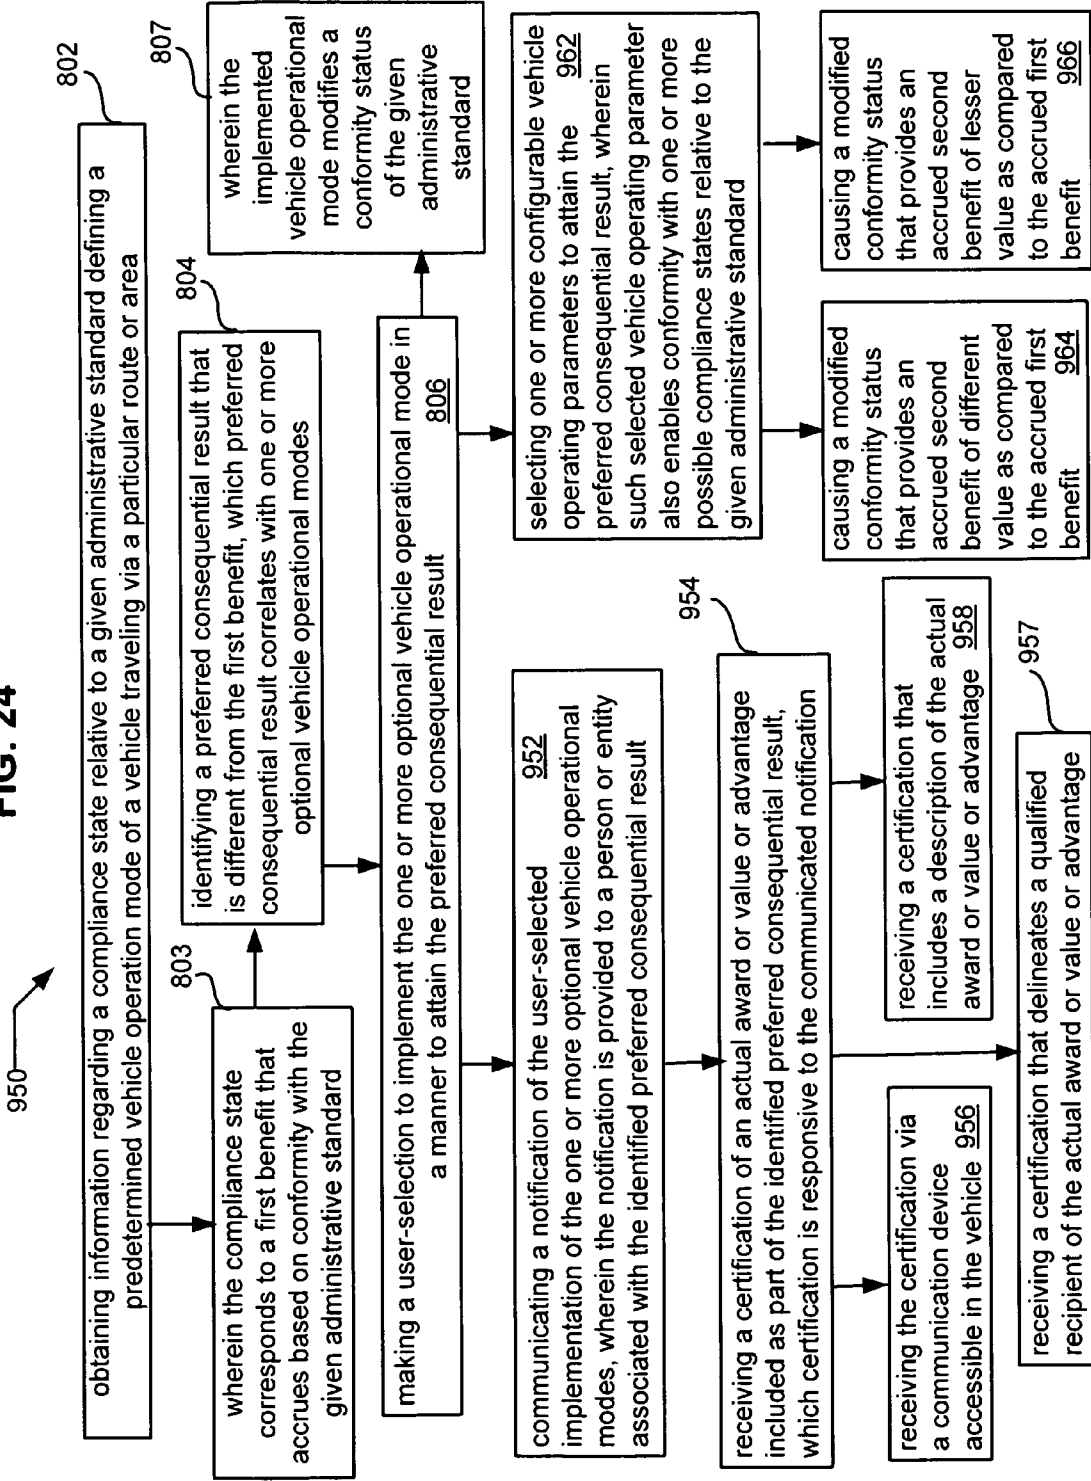 FIG. 24
950
802
obtaining information regarding a compliance state relative to a given administrative standard defining a
predetermined vehicle operation mode of a vehicle traveling via a particular route or area
803
wherein the compliance state
corresponds to a first benefit that
accrues based on conformity with the
given administrative standard
804
identifying a preferred consequential result that
is different from the first benefit, which preferred
consequential result correlates with one or more
optional vehicle operational modes
807
wherein the
implemented
vehicle operational
mode modifies a
conformity status
of the given
administrative
standard
making a user-selection to implement the one or more optional vehicle operational mode in
a manner to attain the preferred consequential result 806
communicating a notification of the user-selected 952
implementation of the one or more optional vehicle operational
modes, wherein the notification is provided to a person or entity
associated with the identified preferred consequential result
selecting one or more configurable vehicle
operating parameters to attain the 962
preferred consequential result, wherein
such selected vehicle operating parameter
also enables conformity with one or more
possible compliance states relative to the
given administrative standard
954
receiving a certification of an actual award or value or advantage
included as part of the identified preferred consequential result,
which certification is responsive to the communicated notification
receiving the certification via
a communication device
accessible in the vehicle 956
receiving a certification that
includes a description of the actual
award or value or advantage 958
957
receiving a certification that delineates a qualified
recipient of the actual award or value or advantage
causing a modified
conformity status
that provides an
accrued second
benefit of different
value as compared
to the accrued first
benefit 964
causing a modified
conformity status
that provides an
accrued second
benefit of lesser
value as compared
to the accrued first
benefit 966